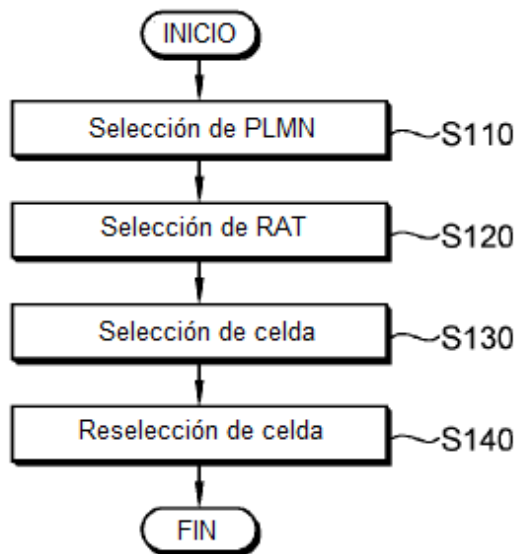 INICIO
Selección de PLMN
S110
Selección de RAT
S120
Selección de celda
S130
Reselección de celda
S140
FIN